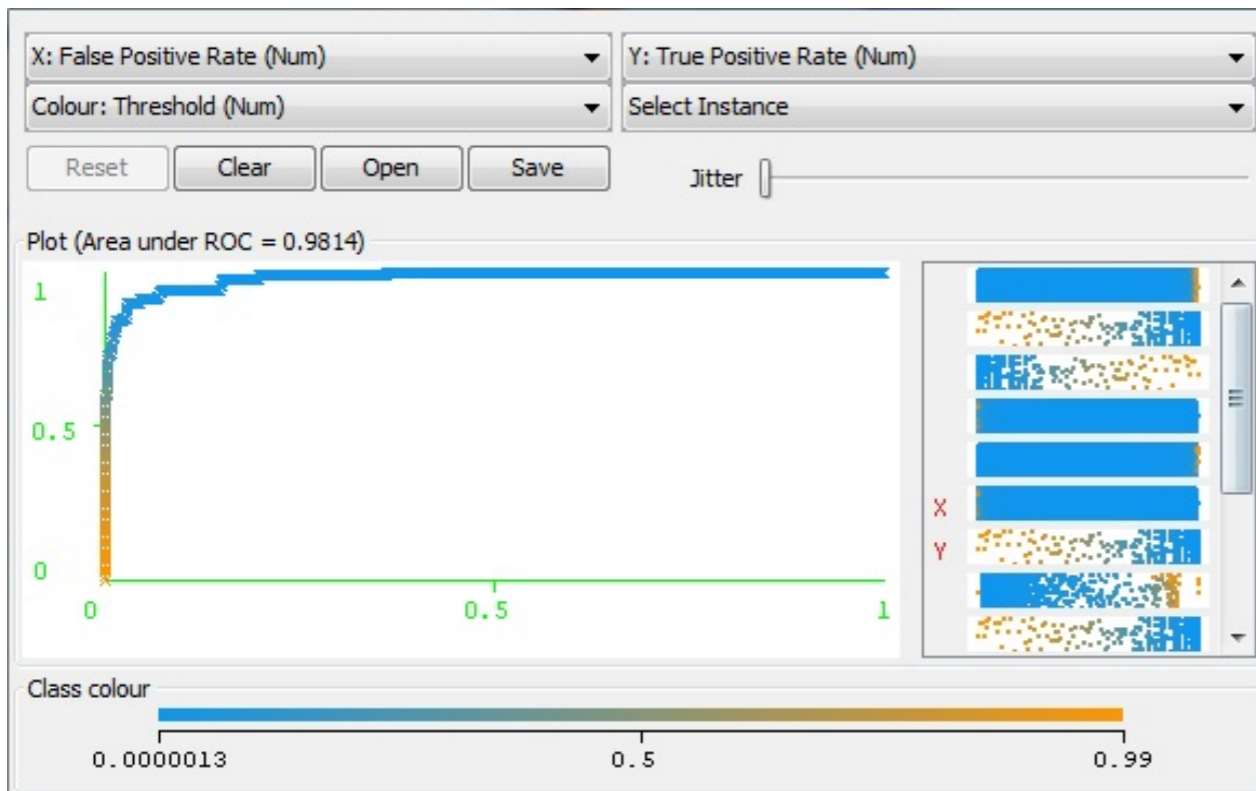 X: False Positive Rate (Num) Y: True Positive Rate (Num)
Colour: Threshold (Num) Select Instance
Reset Clear Open Save Jitter
Plot (Area under ROC = 0.9814)
1
0.5
0
0 0.5 1
X
Y
Class colour
0.0000013 0.5 0.99